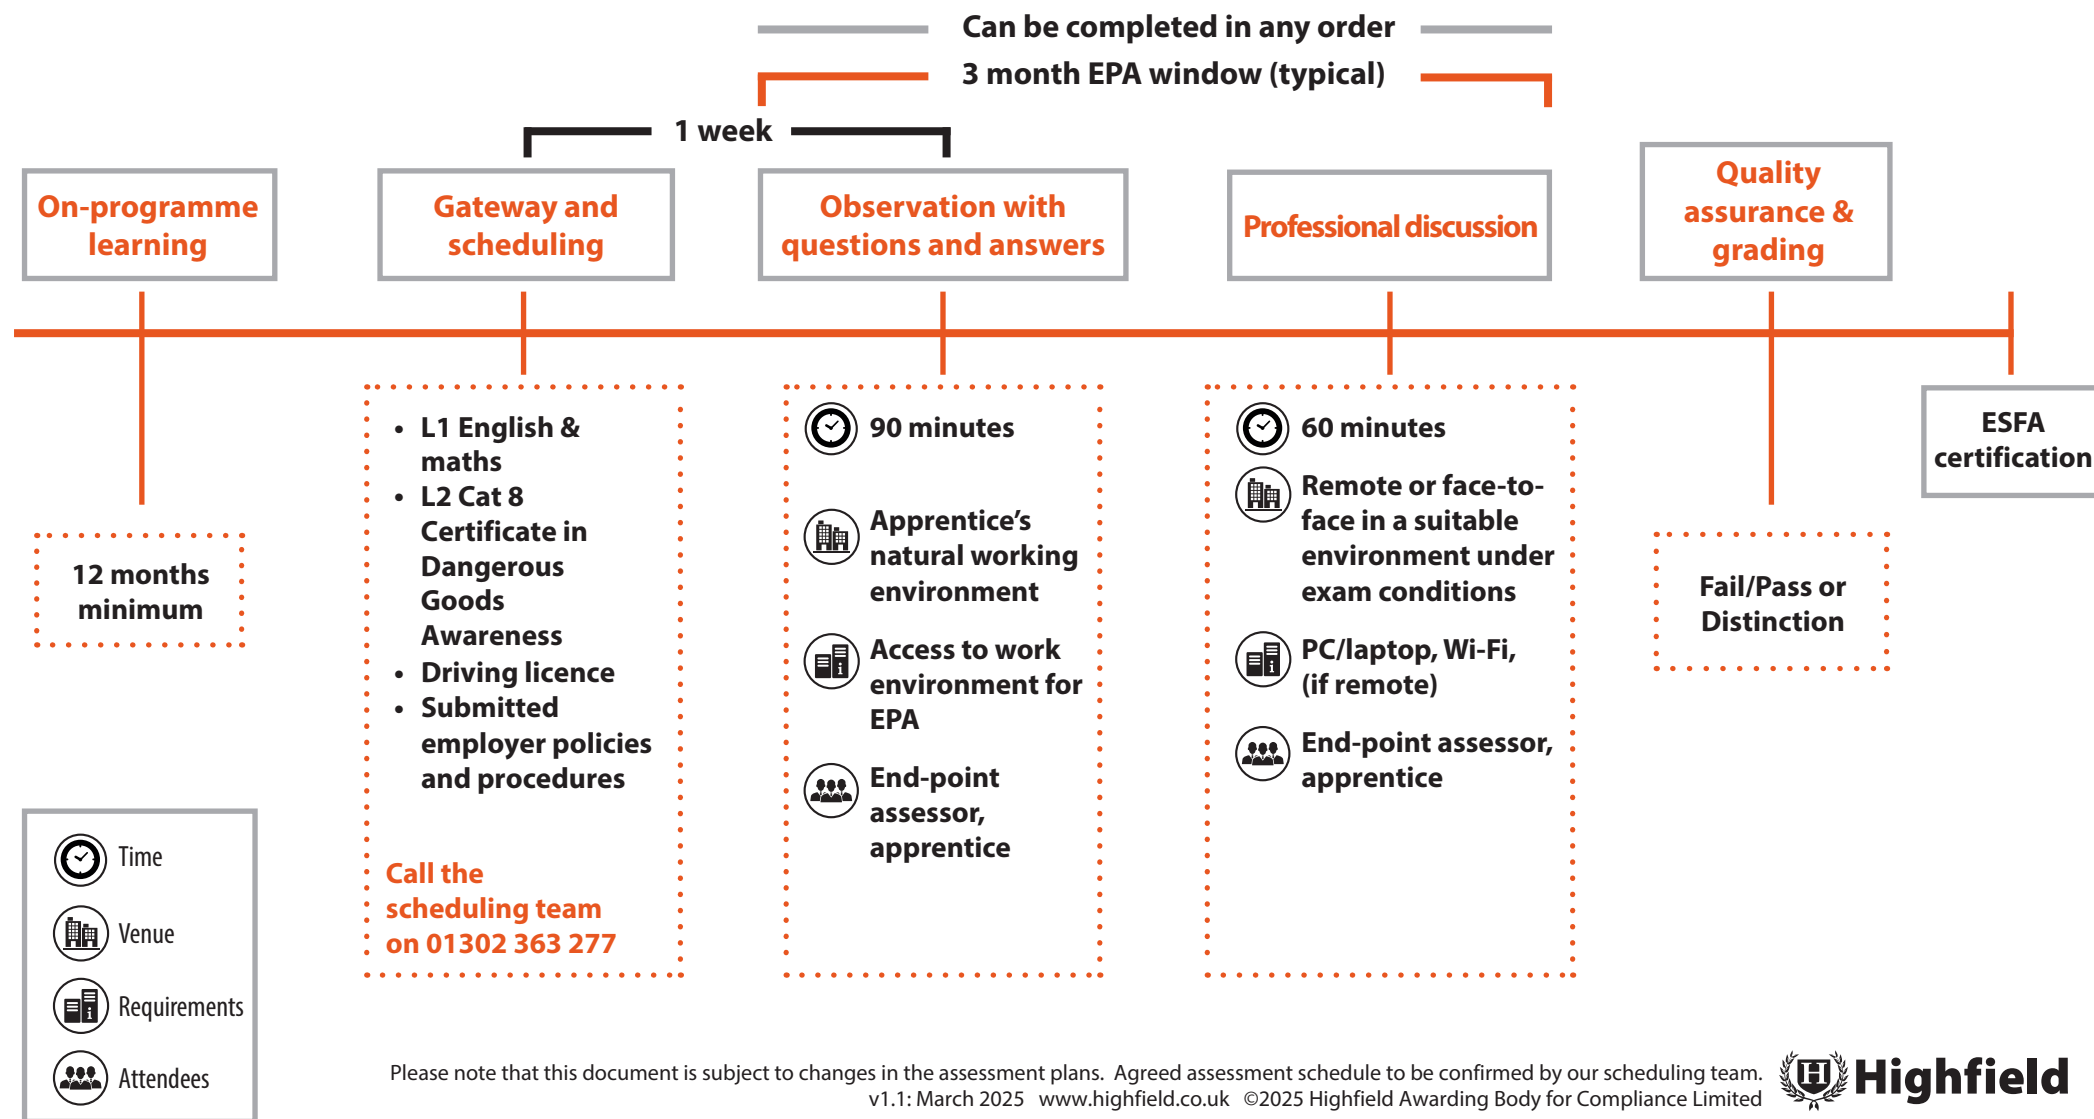 Can be completed in any order
3 month EPA window (typical)
1 week
On-programme
learning
Gateway and
scheduling
Observation with
questions and answers
Professional discussion
Quality
assurance &
grading
12 months
minimum
• L1 English &
maths
• L2 Cat 8
Certificate in
Dangerous
Goods
Awareness
• Driving licence
• Submitted
employer policies
and procedures
Call the
scheduling team
on 01302 363 277
90 minutes
Apprentice’s
natural working
environment
Access to work
environment for
EPA
End-point
assessor,
apprentice
60 minutes
Remote or face-to-
face in a suitable
environment under
exam conditions
PC/laptop, Wi-Fi,
(if remote)
End-point assessor,
apprentice
Fail/Pass or
Distinction
ESFA
certification
Time
Venue
Requirements
Attendees
Please note that this document is subject to changes in the assessment plans. Agreed assessment schedule to be confirmed by our scheduling team.
v1.1: March 2025 www.highfield.co.uk ©2025 Highfield Awarding Body for Compliance Limited
Highfield